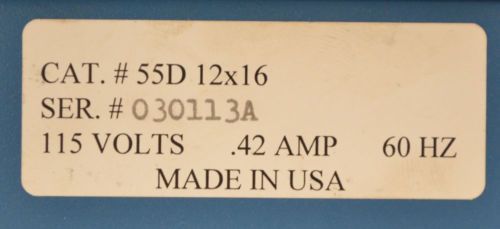 CAT. # 55D 12x16
SER. # 030113A
115 VOLTS .42 AMP 60 HZ
MADE IN USA